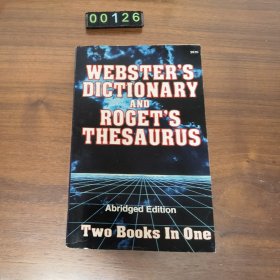 00126
WEBSTER'S
DICTIONARY
AND
ROGET'S
THESAURUS
Abridged Edition
Two Books In One